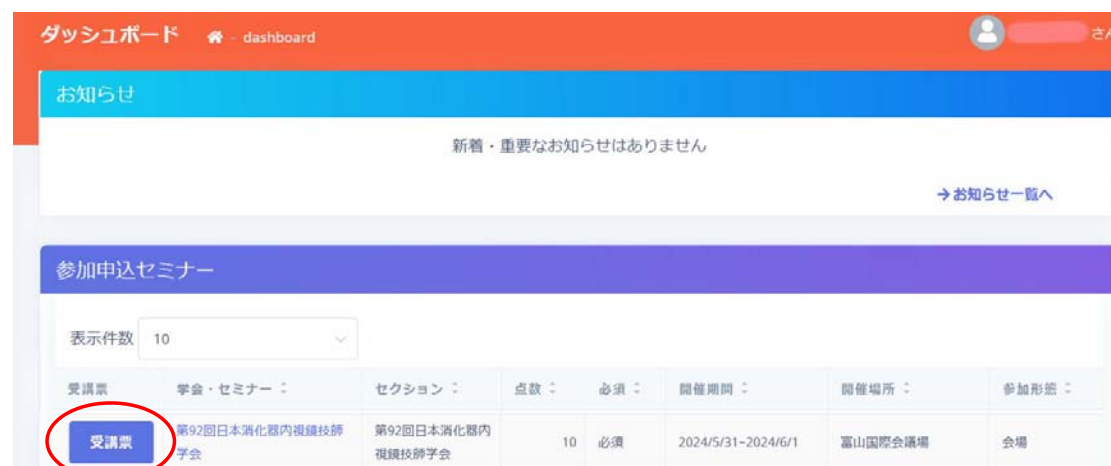 ダッシュボード - dashboard さん
お知らせ
新着・重要なお知らせはありません
→お知らせ一覧へ
参加申込セミナー
表示件数 10
受講票 学会・セミナー セクション 点数 必須 開催期間 開催場所 参加形態
受講票 第92回日本消化器内視鏡技師 第92回日本消化器内 10 必須 2024/5/31~2024/6/1 富山国際会議場 会場
学会 視鏡技師学会